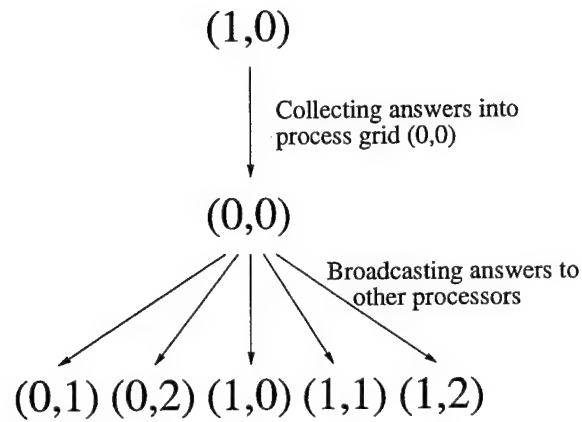 (1,0)
Collecting answers into
process grid (0,0)
(0,0)
Broadcasting answers to
other processors
(0,1) (0,2) (1,0) (1,1) (1,2)